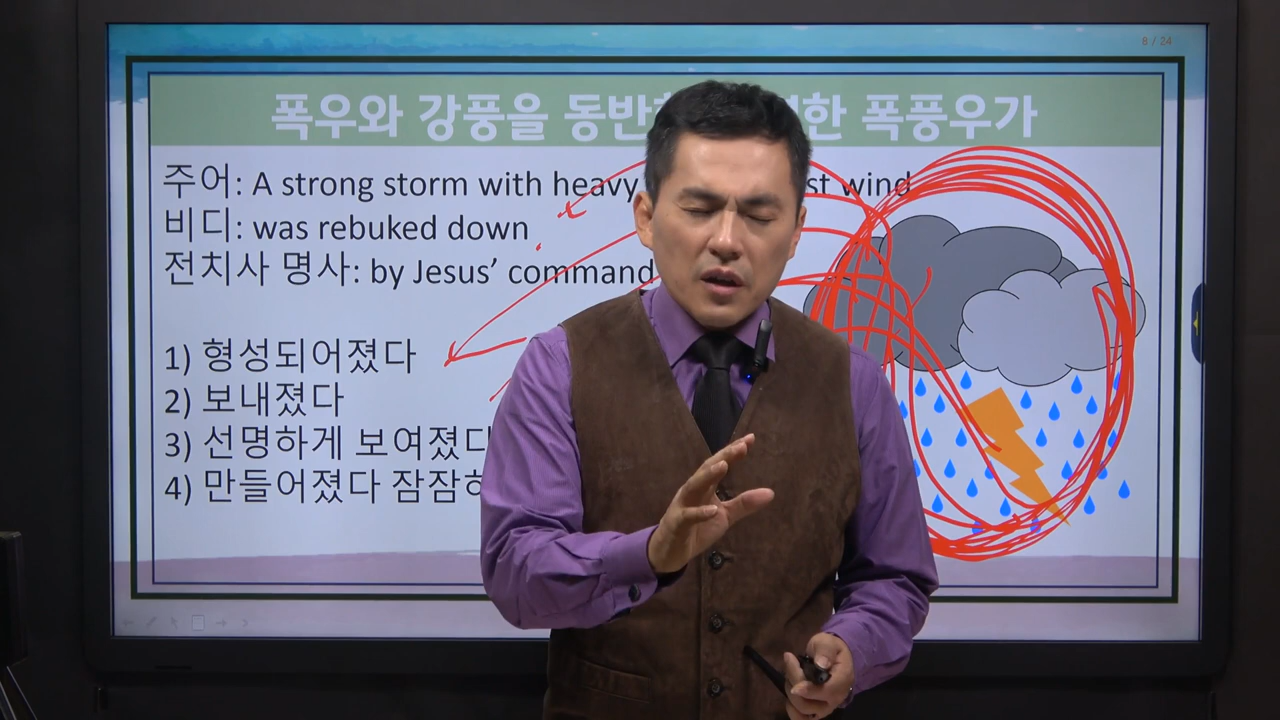 8 / 24
폭우와 강풍을 동반한 폭풍우가
주어: A strong storm with heavy wind
비디: was rebuked down
전치사 명사: by Jesus’ command
1) 형성되어졌다
2) 보내졌다
3) 선명하게 보여졌다
4) 만들어졌다 잠잠하